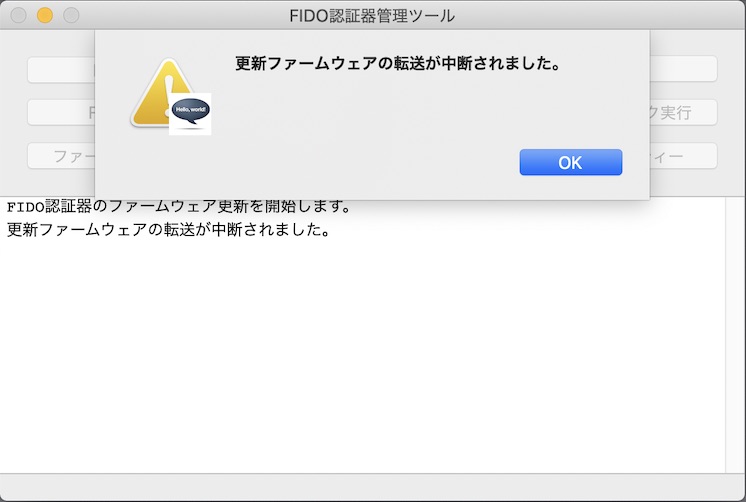 FIDO認証器管理ツール
更新ファームウェアの転送が中断されました。
Hello, world!
OK
ク実行
ファー
ィー
FIDO認証器のファームウェア更新を開始します。
更新ファームウェアの転送が中断されました。